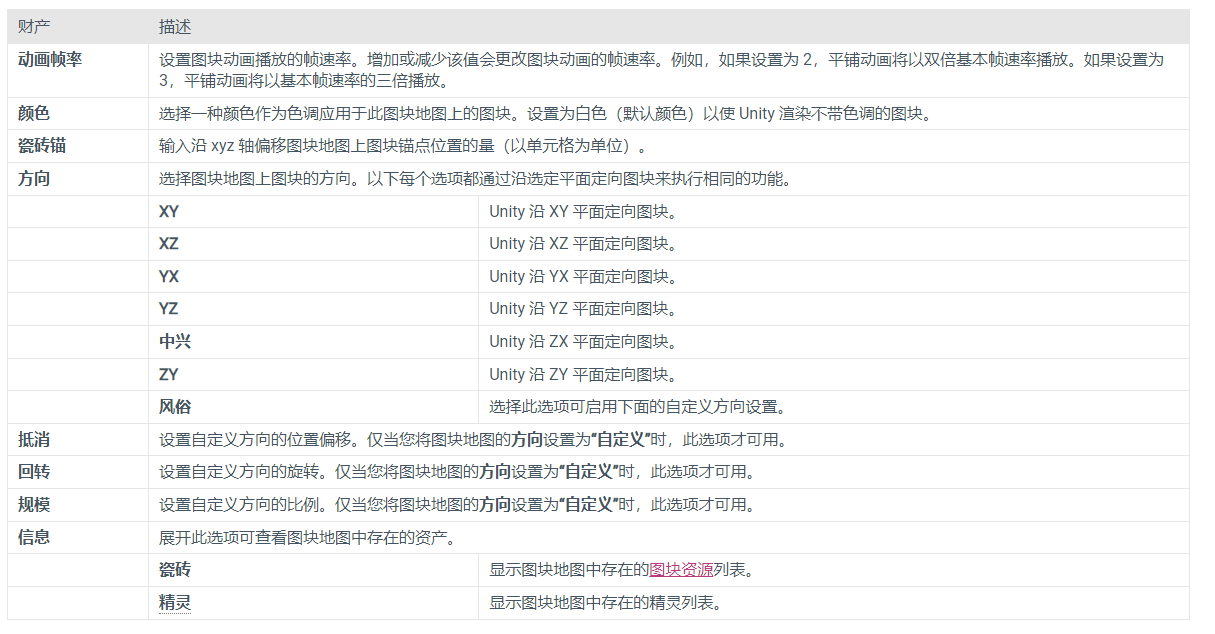 财产 描述
动画帧率 设置图块动画播放的帧速率。增加或减少该值会更改图块动画的帧速率。例如，如果设置为 2，平铺动画将以双倍基本帧速率播放。如果设置为
3，平铺动画将以基本帧速率的三倍播放。
颜色 选择一种颜色作为色调应用于此图块地图上的图块。设置为白色（默认颜色）以使 Unity 渲染不带色调的图块。
瓷砖锚 输入沿 xyz 轴偏移图块地图上图块锚点位置的量（以单元格为单位）。
方向 选择图块地图上图块的方向。以下每个选项都通过沿选定平面定向图块来执行相同的功能。
XY Unity 沿 XY 平面定向图块。
XZ Unity 沿 XZ 平面定向图块。
YX Unity 沿 YX 平面定向图块。
YZ Unity 沿 YZ 平面定向图块。
中兴 Unity 沿 ZX 平面定向图块。
ZY Unity 沿 ZY 平面定向图块。
风俗 选择此选项可启用下面的自定义方向设置。
抵消 设置自定义方向的位置偏移。仅当您将图块地图的方向设置为“自定义”时，此选项才可用。
回转 设置自定义方向的旋转。仅当您将图块地图的方向设置为“自定义”时，此选项才可用。
规模 设置自定义方向的比例。仅当您将图块地图的方向设置为“自定义”时，此选项才可用。
信息 展开此选项可查看图块地图中存在的资产。
瓷砖 显示图块地图中存在的图块资源列表。
精灵 显示图块地图中存在的精灵列表。